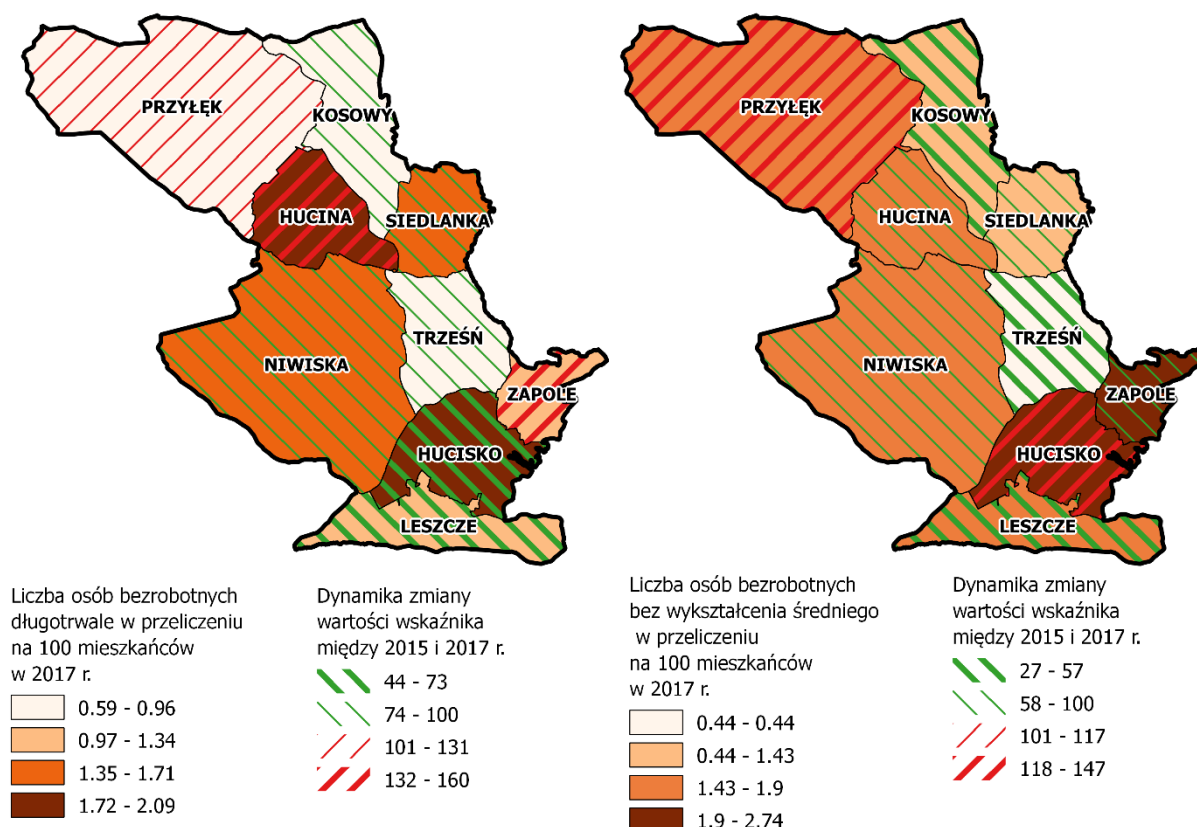 PRZYŁĘK
KOSOWY
HUCINA
SIEDLANKA
TRZEŚŃ
NIWISKA
ZAPOLE
HUCISKO
LESZCZE
Liczba osób bezrobotnych
długotrwale w przeliczeniu
na 100 mieszkańców
w 2017 r.
0.59 - 0.96
0.97 - 1.34
1.35 - 1.71
1.72 - 2.09
Dynamika zmiany
wartości wskaźnika
między 2015 i 2017 r.
44 - 73
74 - 100
101 - 131
132 - 160
PRZYŁĘK
KOSOWY
HUCINA
SIEDLANKA
TRZEŚŃ
NIWISKA
ZAPOLE
HUCISKO
LESZCZE
Liczba osób bezrobotnych
bez wykształcenia średniego
w przeliczeniu
na 100 mieszkańców
w 2017 r.
0.44 - 0.44
0.44 - 1.43
1.43 - 1.9
1.9 - 2.74
Dynamika zmiany
wartości wskaźnika
między 2015 i 2017 r.
27 - 57
58 - 100
101 - 117
118 - 147